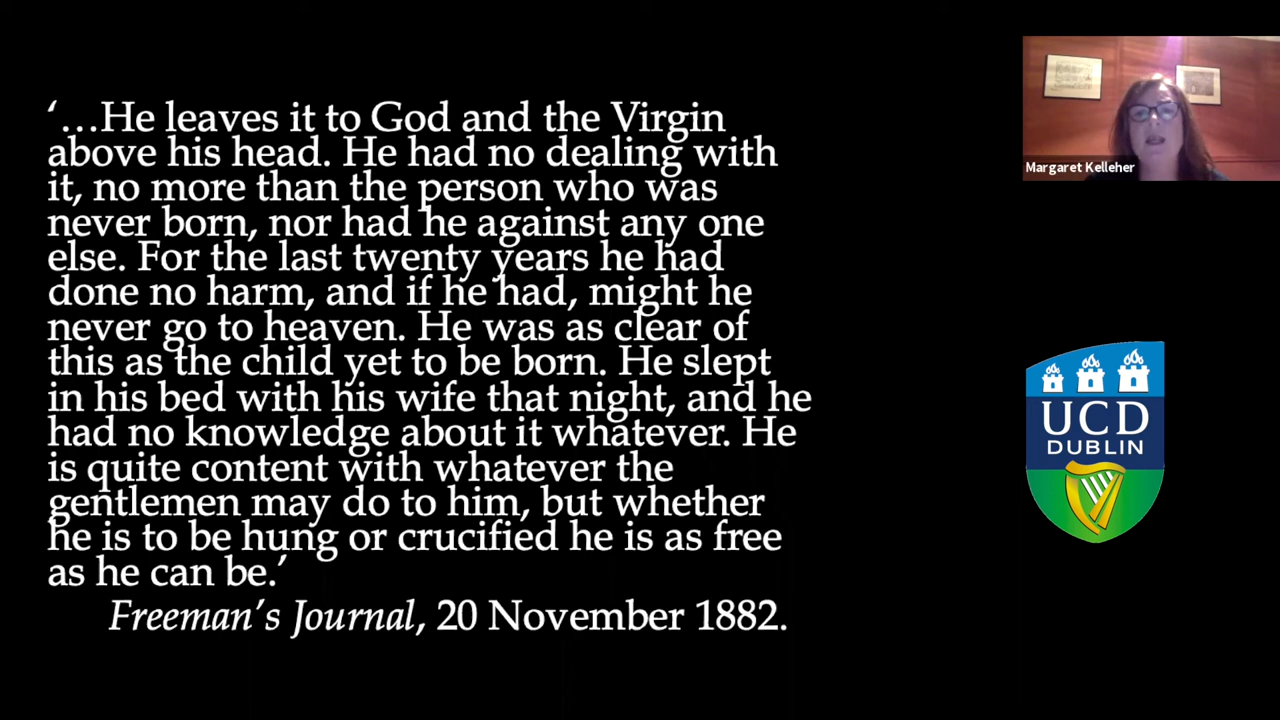 ‘…He leaves it to God and the Virgin
above his head. He had no dealing with
it, no more than the person who was
never born, nor had he against any one
else. For the last twenty years he had
done no harm, and if he had, might he
never go to heaven. He was as clear of
this as the child yet to be born. He slept
in his bed with his wife that night, and he
had no knowledge about it whatever. He
is quite content with whatever the
gentlemen may do to him, but whether
he is to be hung or crucified he is as free
as he can be.’
Freeman’s Journal, 20 November 1882.
Margaret Kelleher
UCD
DUBLIN